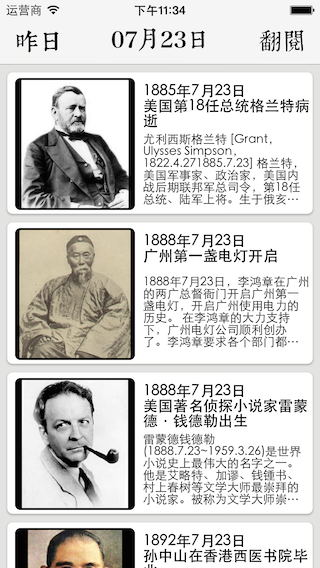 运营商 下午11:34
昨日 07月23日 翻閱
1885年7月23日
美国第18任总统格兰特病
逝
尤利西斯格兰特 [Grant,
Ulysses Simpson,
1822.4.271885.7.23] 格兰特,
美国军事家、政治家，美国内
战后期联邦军总司令，第18任
总统、陆军上将。生于俄亥…
1888年7月23日
广州第一盏电灯开启
1888年7月23日，李鸿章在广州
的两广总督衙门开启广州第一
盏电灯，开启广州使用电力的
历史。 在李鸿章的大力支持
下，广州电灯公司顺利创办
了。李鸿章要求各个部门都…
1888年7月23日
美国著名侦探小说家雷蒙
德·钱德勒出生
雷蒙德钱德勒
(1888.7.23~1959.3.26)是世界
小说史上最伟大的名字之一。
他是艾略特、加谬、钱锺书、
村上春树等文学大师最崇拜的
小说家。被称为文学大师崇…
1892年7月23日
孙中山在香港西医书院毕
业